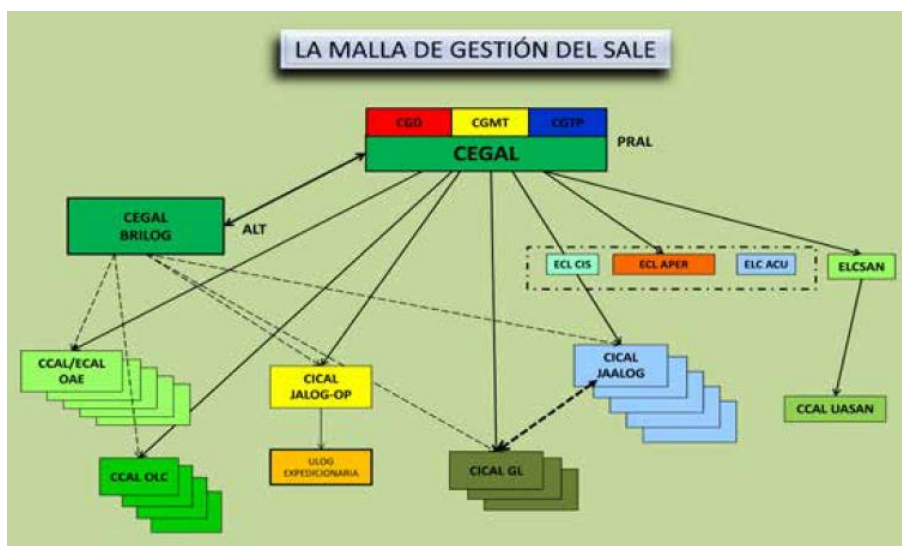 LA MALLA DE GESTIÓN DEL SALE
CGO CGMT CGTP
CEGAL
PRAL
CEGAL
BRILOG
ALT
ECL CIS
ECL APER
ELC ACU
ELCSAN
CCAL/ECAL
OAE
CICAL
JALOG-OP
CICAL
JAALOG
CCAL UASAN
CCAL OLC
ULOG
EXPEDICIONARIA
CICAL GL